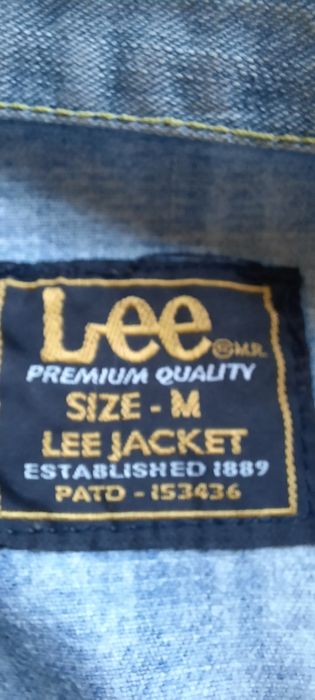 Lee ® M.R.
PREMIUM QUALITY
SIZE - M
LEE JACKET
ESTABLISHED 1889
PATD - 153436